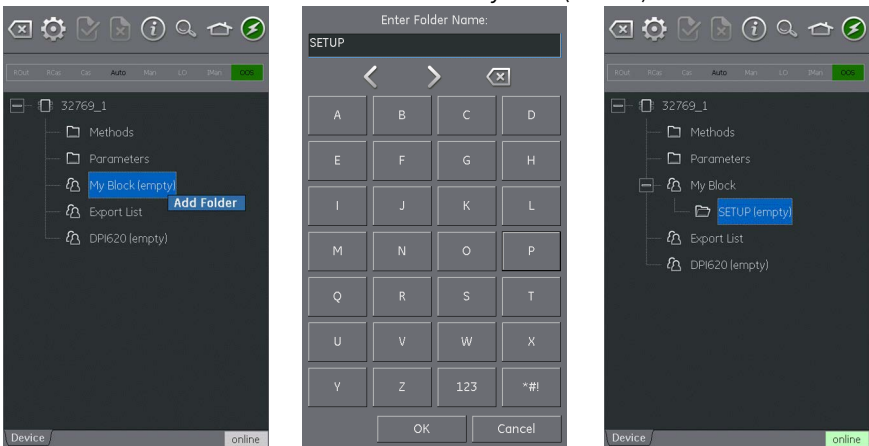 ROut RCas Cas Auto Man LO IMan OOS
32769_1
Methods
Parameters
My Block (empty)
Add Folder
Export List
DPI620 (empty)
Device
online
Enter Folder Name:
SETUP
A B C D
E F G H
I J K L
M N O P
Q R S T
U V W X
Y Z 123 *#!
OK Cancel
ROut RCas Cas Auto Man LO IMan OOS
32769_1
Methods
Parameters
My Block
SETUP (empty)
Export List
DPI620 (empty)
Device
online